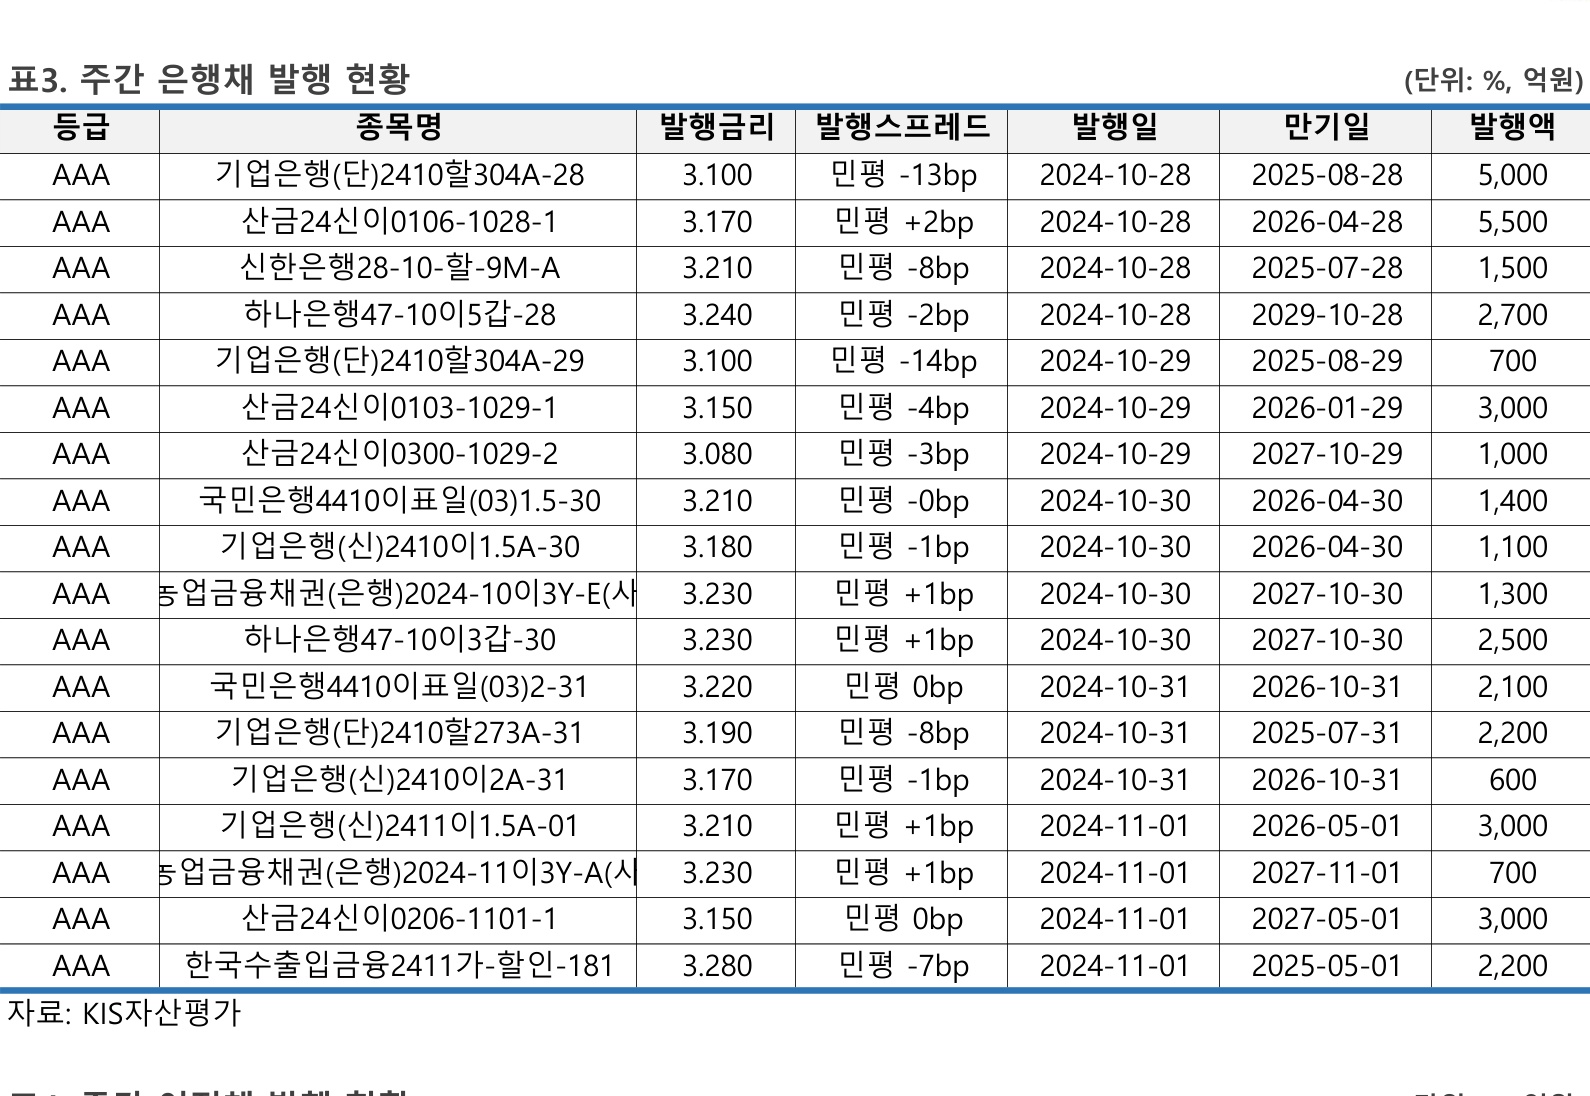 표3. 주간 은행채 발행 현황 (단위: %, 억원)
등급 종목명 발행금리 발행스프레드 발행일 만기일 발행액
AAA 기업은행(단)2410할304A-28 3.100 민평 -13bp 2024-10-28 2025-08-28 5,000
AAA 산금24신이0106-1028-1 3.170 민평 +2bp 2024-10-28 2026-04-28 5,500
AAA 신한은행28-10-할-9M-A 3.210 민평 -8bp 2024-10-28 2025-07-28 1,500
AAA 하나은행47-10이5갑-28 3.240 민평 -2bp 2024-10-28 2029-10-28 2,700
AAA 기업은행(단)2410할304A-29 3.100 민평 -14bp 2024-10-29 2025-08-29 700
AAA 산금24신이0103-1029-1 3.150 민평 -4bp 2024-10-29 2026-01-29 3,000
AAA 산금24신이0300-1029-2 3.080 민평 -3bp 2024-10-29 2027-10-29 1,000
AAA 국민은행4410이표일(03)1.5-30 3.210 민평 -0bp 2024-10-30 2026-04-30 1,400
AAA 기업은행(신)2410이1.5A-30 3.180 민평 -1bp 2024-10-30 2026-04-30 1,100
AAA 농업금융채권(은행)2024-10이3Y-E(사 3.230 민평 +1bp 2024-10-30 2027-10-30 1,300
AAA 하나은행47-10이3갑-30 3.230 민평 +1bp 2024-10-30 2027-10-30 2,500
AAA 국민은행4410이표일(03)2-31 3.220 민평 0bp 2024-10-31 2026-10-31 2,100
AAA 기업은행(단)2410할273A-31 3.190 민평 -8bp 2024-10-31 2025-07-31 2,200
AAA 기업은행(신)2410이2A-31 3.170 민평 -1bp 2024-10-31 2026-10-31 600
AAA 기업은행(신)2411이1.5A-01 3.210 민평 +1bp 2024-11-01 2026-05-01 3,000
AAA 농업금융채권(은행)2024-11이3Y-A(사 3.230 민평 +1bp 2024-11-01 2027-11-01 700
AAA 산금24신이0206-1101-1 3.150 민평 0bp 2024-11-01 2027-05-01 3,000
AAA 한국수출입금융2411가-할인-181 3.280 민평 -7bp 2024-11-01 2025-05-01 2,200
자료: KIS자산평가